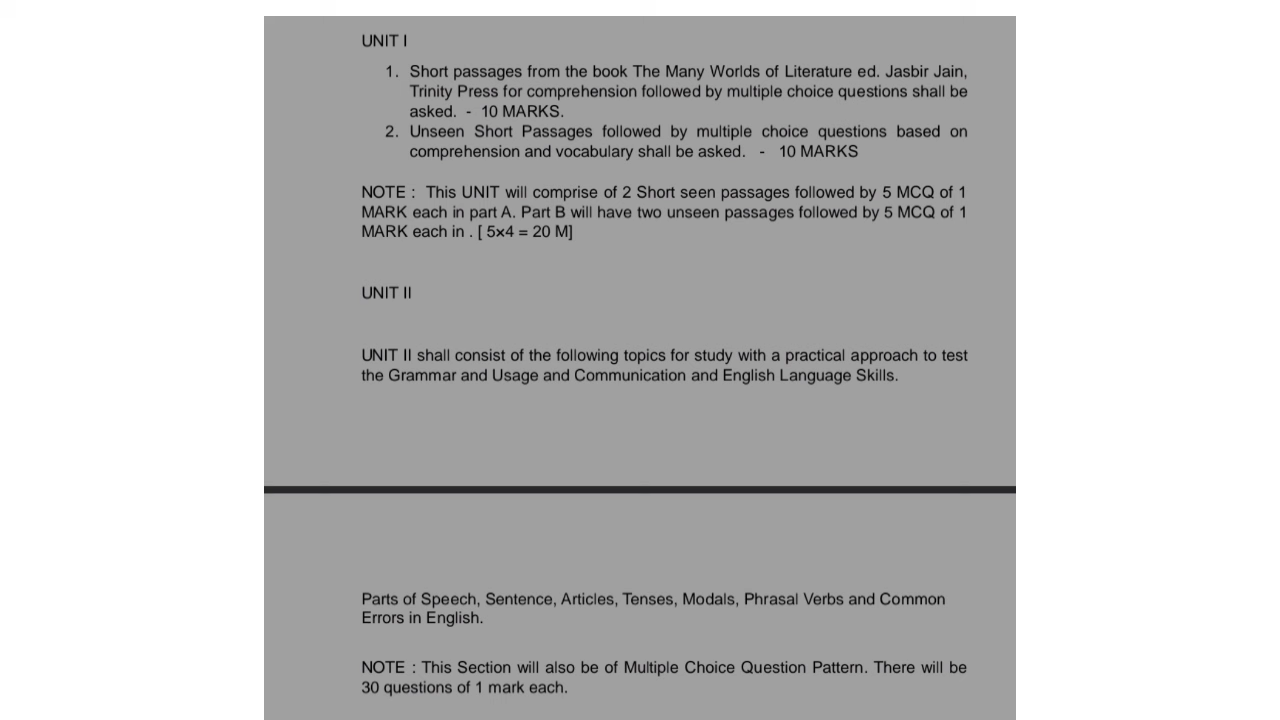 UNIT I
1. Short passages from the book The Many Worlds of Literature ed. Jasbir Jain,
Trinity Press for comprehension followed by multiple choice questions shall be
asked. - 10 MARKS.
2. Unseen Short Passages followed by multiple choice questions based on
comprehension and vocabulary shall be asked. - 10 MARKS
NOTE : This UNIT will comprise of 2 Short seen passages followed by 5 MCQ of 1
MARK each in part A. Part B will have two unseen passages followed by 5 MCQ of 1
MARK each in . [ 5×4 = 20 M]
UNIT II
UNIT II shall consist of the following topics for study with a practical approach to test
the Grammar and Usage and Communication and English Language Skills.
Parts of Speech, Sentence, Articles, Tenses, Modals, Phrasal Verbs and Common
Errors in English.
NOTE : This Section will also be of Multiple Choice Question Pattern. There will be
30 questions of 1 mark each.